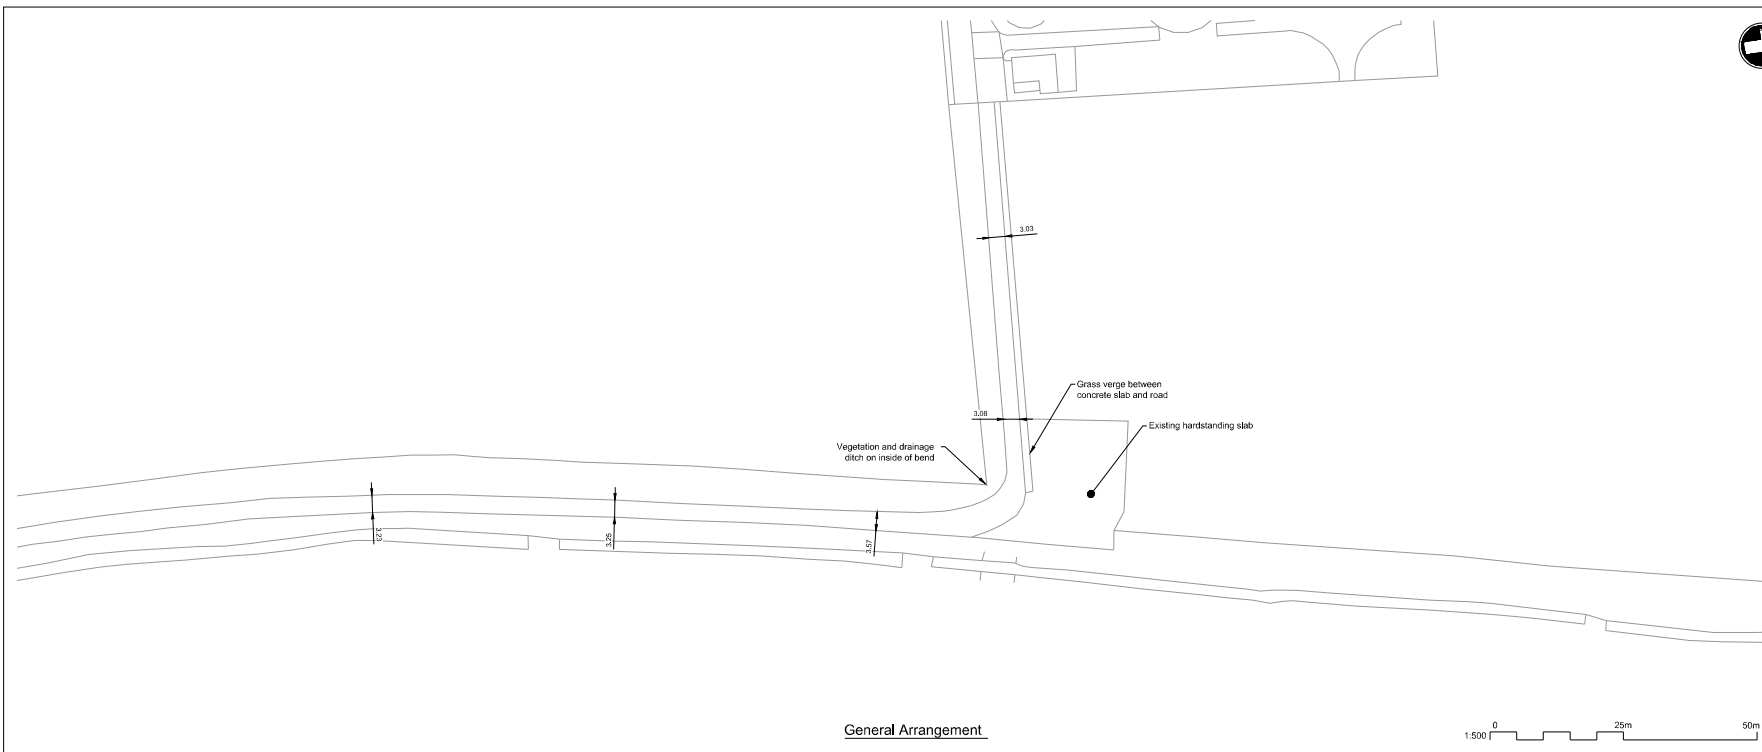 3.03
Grass verge between
concrete slab and road
3.08
Existing hardstanding slab
Vegetation and drainage
ditch on inside of bend
3.23
3.25
3.57
General Arrangement
0 25m 50m
1:500